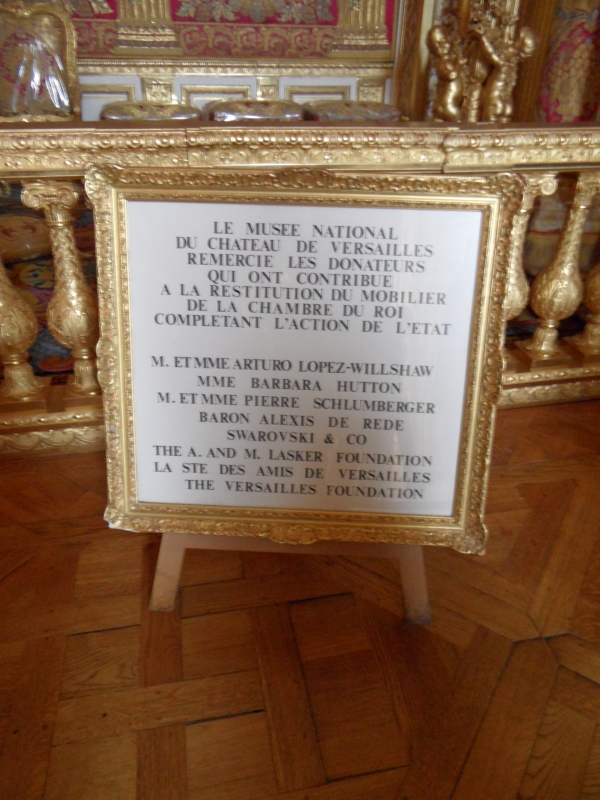 LE MUSEE NATIONAL
DU CHATEAU DE VERSAILLES
REMERCIE LES DONATEURS
QUI ONT CONTRIBUE
A LA RESTITUTION DU MOBILIER
DE LA CHAMBRE DU ROI
COMPLETANT L'ACTION DE L'ETAT
M. ET MME ARTURO LOPEZ-WILLSHAW
MME BARBARA HUTTON
M. ET MME PIERRE SCHLUMBERGER
BARON ALEXIS DE REDE
SWAROVSKI & CO
THE A. AND M. LASKER FOUNDATION
LA STE DES AMIS DE VERSAILLES
THE VERSAILLES FOUNDATION